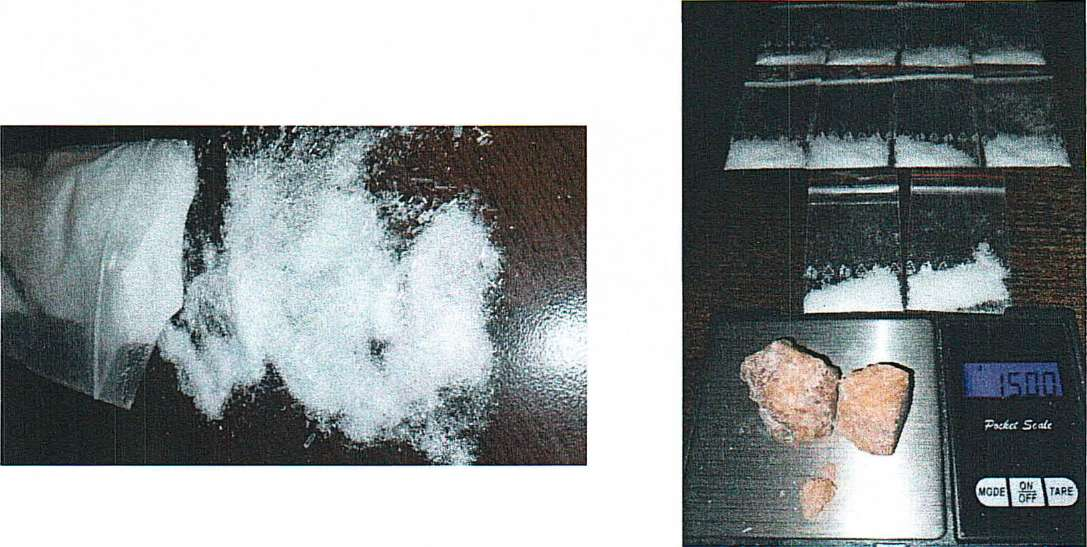 1500
Pocket Scale
MODE ON/OFF TARE